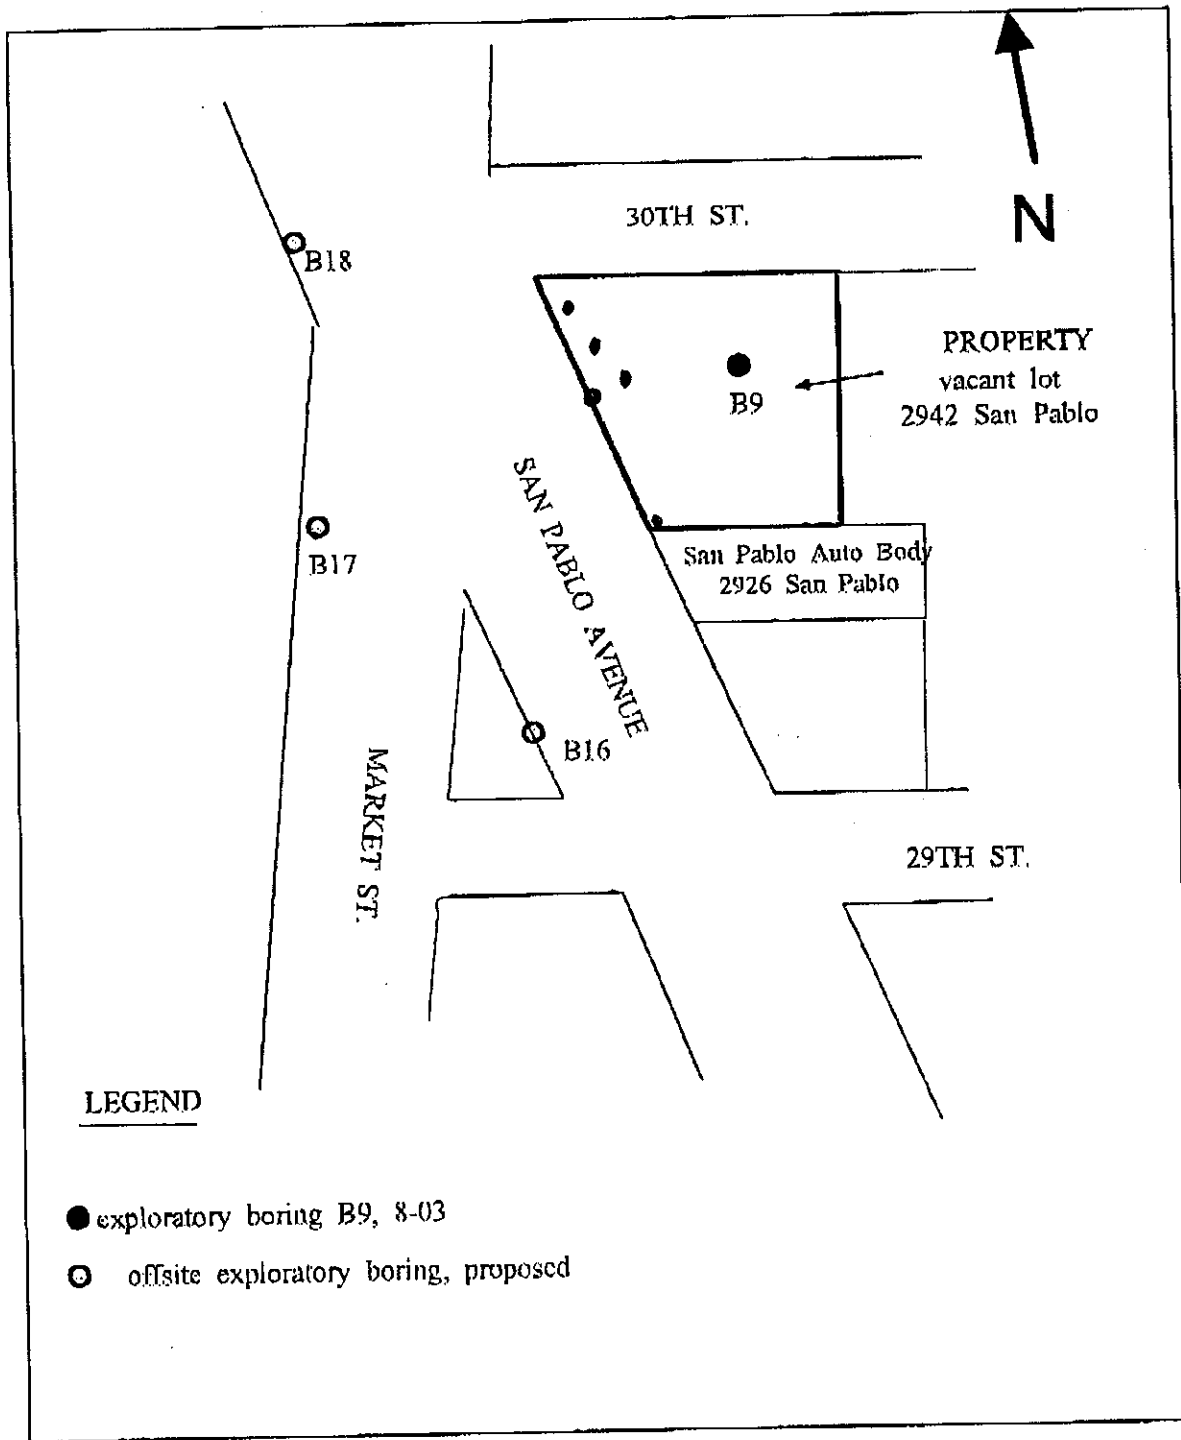 30TH ST.
N
B18
PROPERTY
vacant lot
2942 San Pablo
B9
SAN PABLO AVENUE
B17
San Pablo Auto Body
2926 San Pablo
B16
MARKET ST.
29TH ST.
LEGEND
exploratory boring B9, 8-03
offsite exploratory boring, proposed